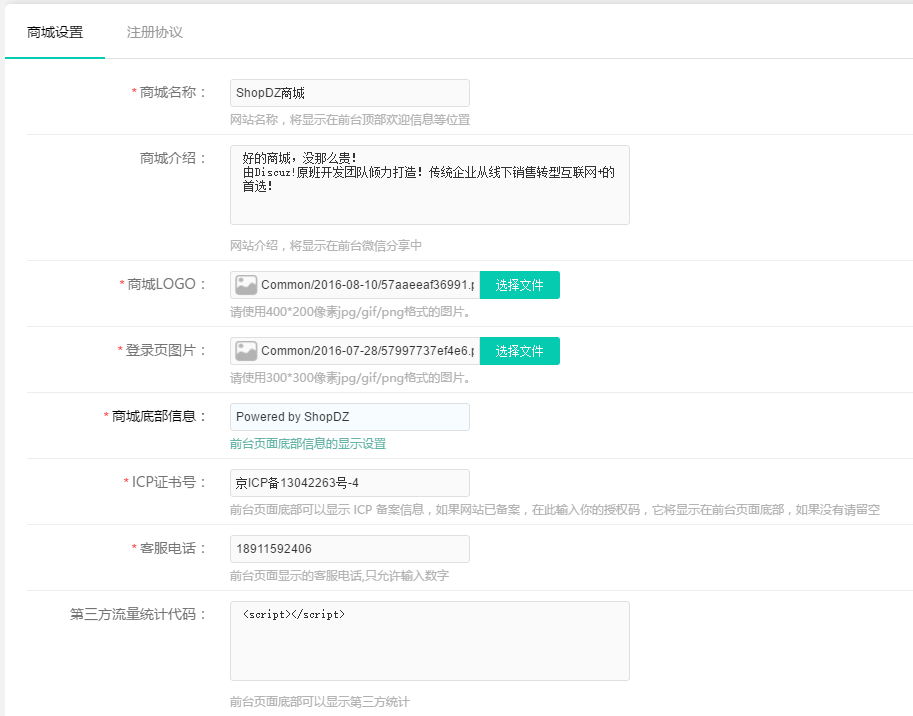 商城设置 注册协议
* 商城名称： ShopDZ商城
网站名称，将显示在前台顶部欢迎信息等位置
商城介绍： 好的商城，没那么贵！
由Discuz!原班开发团队倾力打造！传统企业从线下销售转型互联网+的
首选！
网站介绍，将显示在前台微信分享中
* 商城LOGO： Common/2016-08-10/57aaeeaf36991.p 选择文件
请使用400*200像素jpg/gif/png格式的图片。
* 登录页图片： Common/2016-07-28/57997737ef4e6.p 选择文件
请使用300*300像素jpg/gif/png格式的图片。
* 商城底部信息： Powered by ShopDZ
前台页面底部信息的显示设置
* ICP证书号： 京ICP备13042263号-4
前台页面底部可以显示 ICP 备案信息，如果网站已备案，在此输入你的授权码，它将显示在前台页面底部，如果没有请留空
* 客服电话： 18911592406
前台页面显示的客服电话,只允许输入数字
第三方流量统计代码： <script></script>
前台页面底部可以显示第三方统计